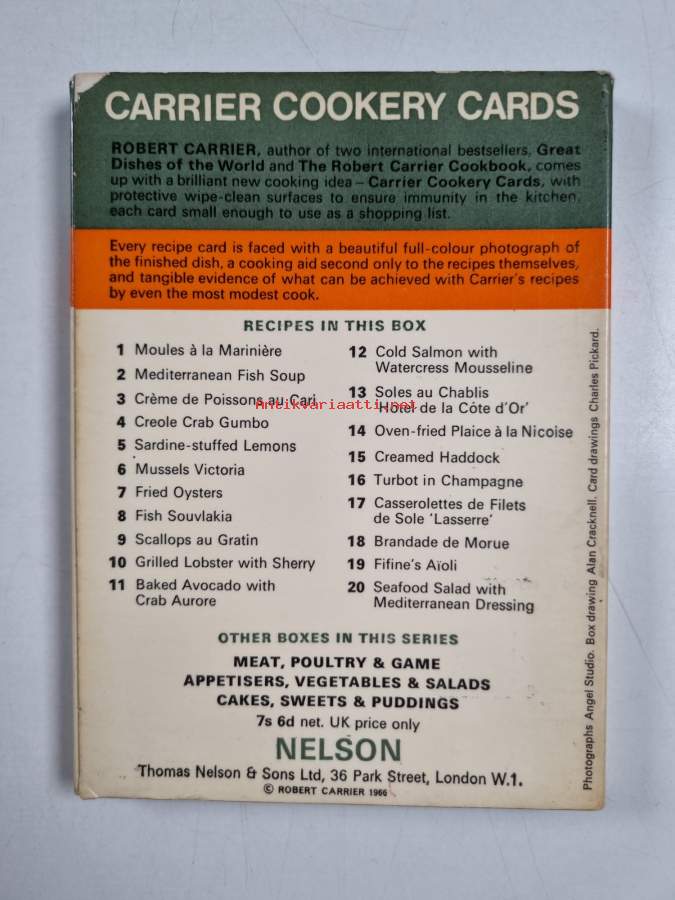 CARRIER COOKERY CARDS
ROBERT CARRIER, author of two international bestsellers, Great
Dishes of the World and The Robert Carrier Cookbook, comes
up with a brilliant new cooking idea – Carrier Cookery Cards, with
protective wipe-clean surfaces to ensure immunity in the kitchen,
each card small enough to use as a shopping list.
Every recipe card is faced with a beautiful full-colour photograph of
the finished dish, a cooking aid second only to the recipes themselves,
and tangible evidence of what can be achieved with Carrier's recipes
by even the most modest cook.
RECIPES IN THIS BOX
1 Moules à la Marinière
2 Mediterranean Fish Soup
3 Crème de Poissons au Cari
4 Creole Crab Gumbo
5 Sardine-stuffed Lemons
6 Mussels Victoria
7 Fried Oysters
8 Fish Souvlakia
9 Scallops au Gratin
10 Grilled Lobster with Sherry
11 Baked Avocado with
Crab Aurore
12 Cold Salmon with
Watercress Mousseline
13 Soles au Chablis
'Hôtel de la Côte d'Or'
14 Oven-fried Plaice à la Nicoise
15 Creamed Haddock
16 Turbot in Champagne
17 Casserolettes de Filets
de Sole 'Lasserre'
18 Brandade de Morue
19 Fifine's Aïoli
20 Seafood Salad with
Mediterranean Dressing
Antikvariaatti.net
OTHER BOXES IN THIS SERIES
MEAT, POULTRY & GAME
APPETISERS, VEGETABLES & SALADS
CAKES, SWEETS & PUDDINGS
7s 6d net. UK price only
NELSON
Thomas Nelson & Sons Ltd, 36 Park Street, London W.1.
© ROBERT CARRIER 1966
Photographs Angel Studio. Box drawing Alan Cracknell. Card drawings Charles Pickard.